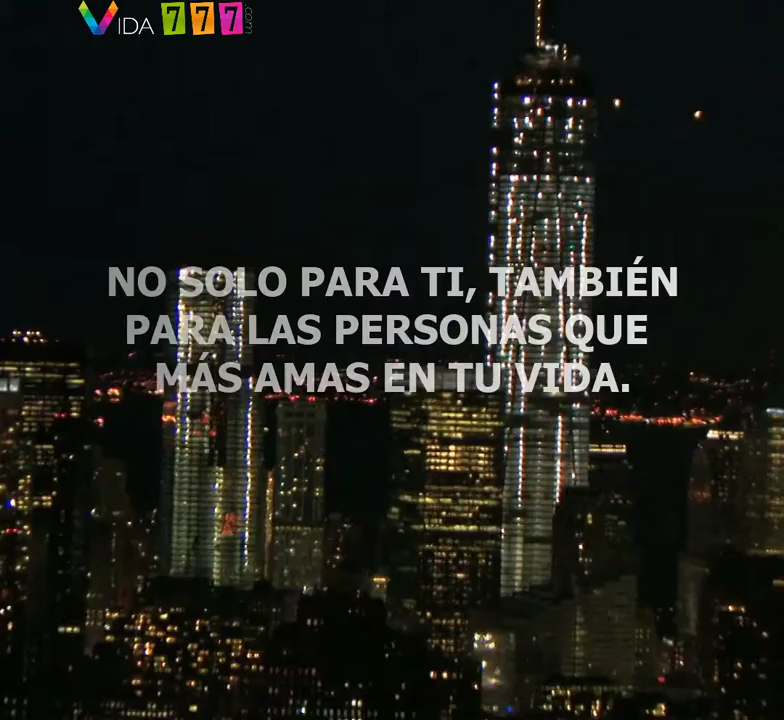 VIDA 777.com
NO SOLO PARA TI, TAMBIÉN
PARA LAS PERSONAS QUE
MÁS AMAS EN TU VIDA.